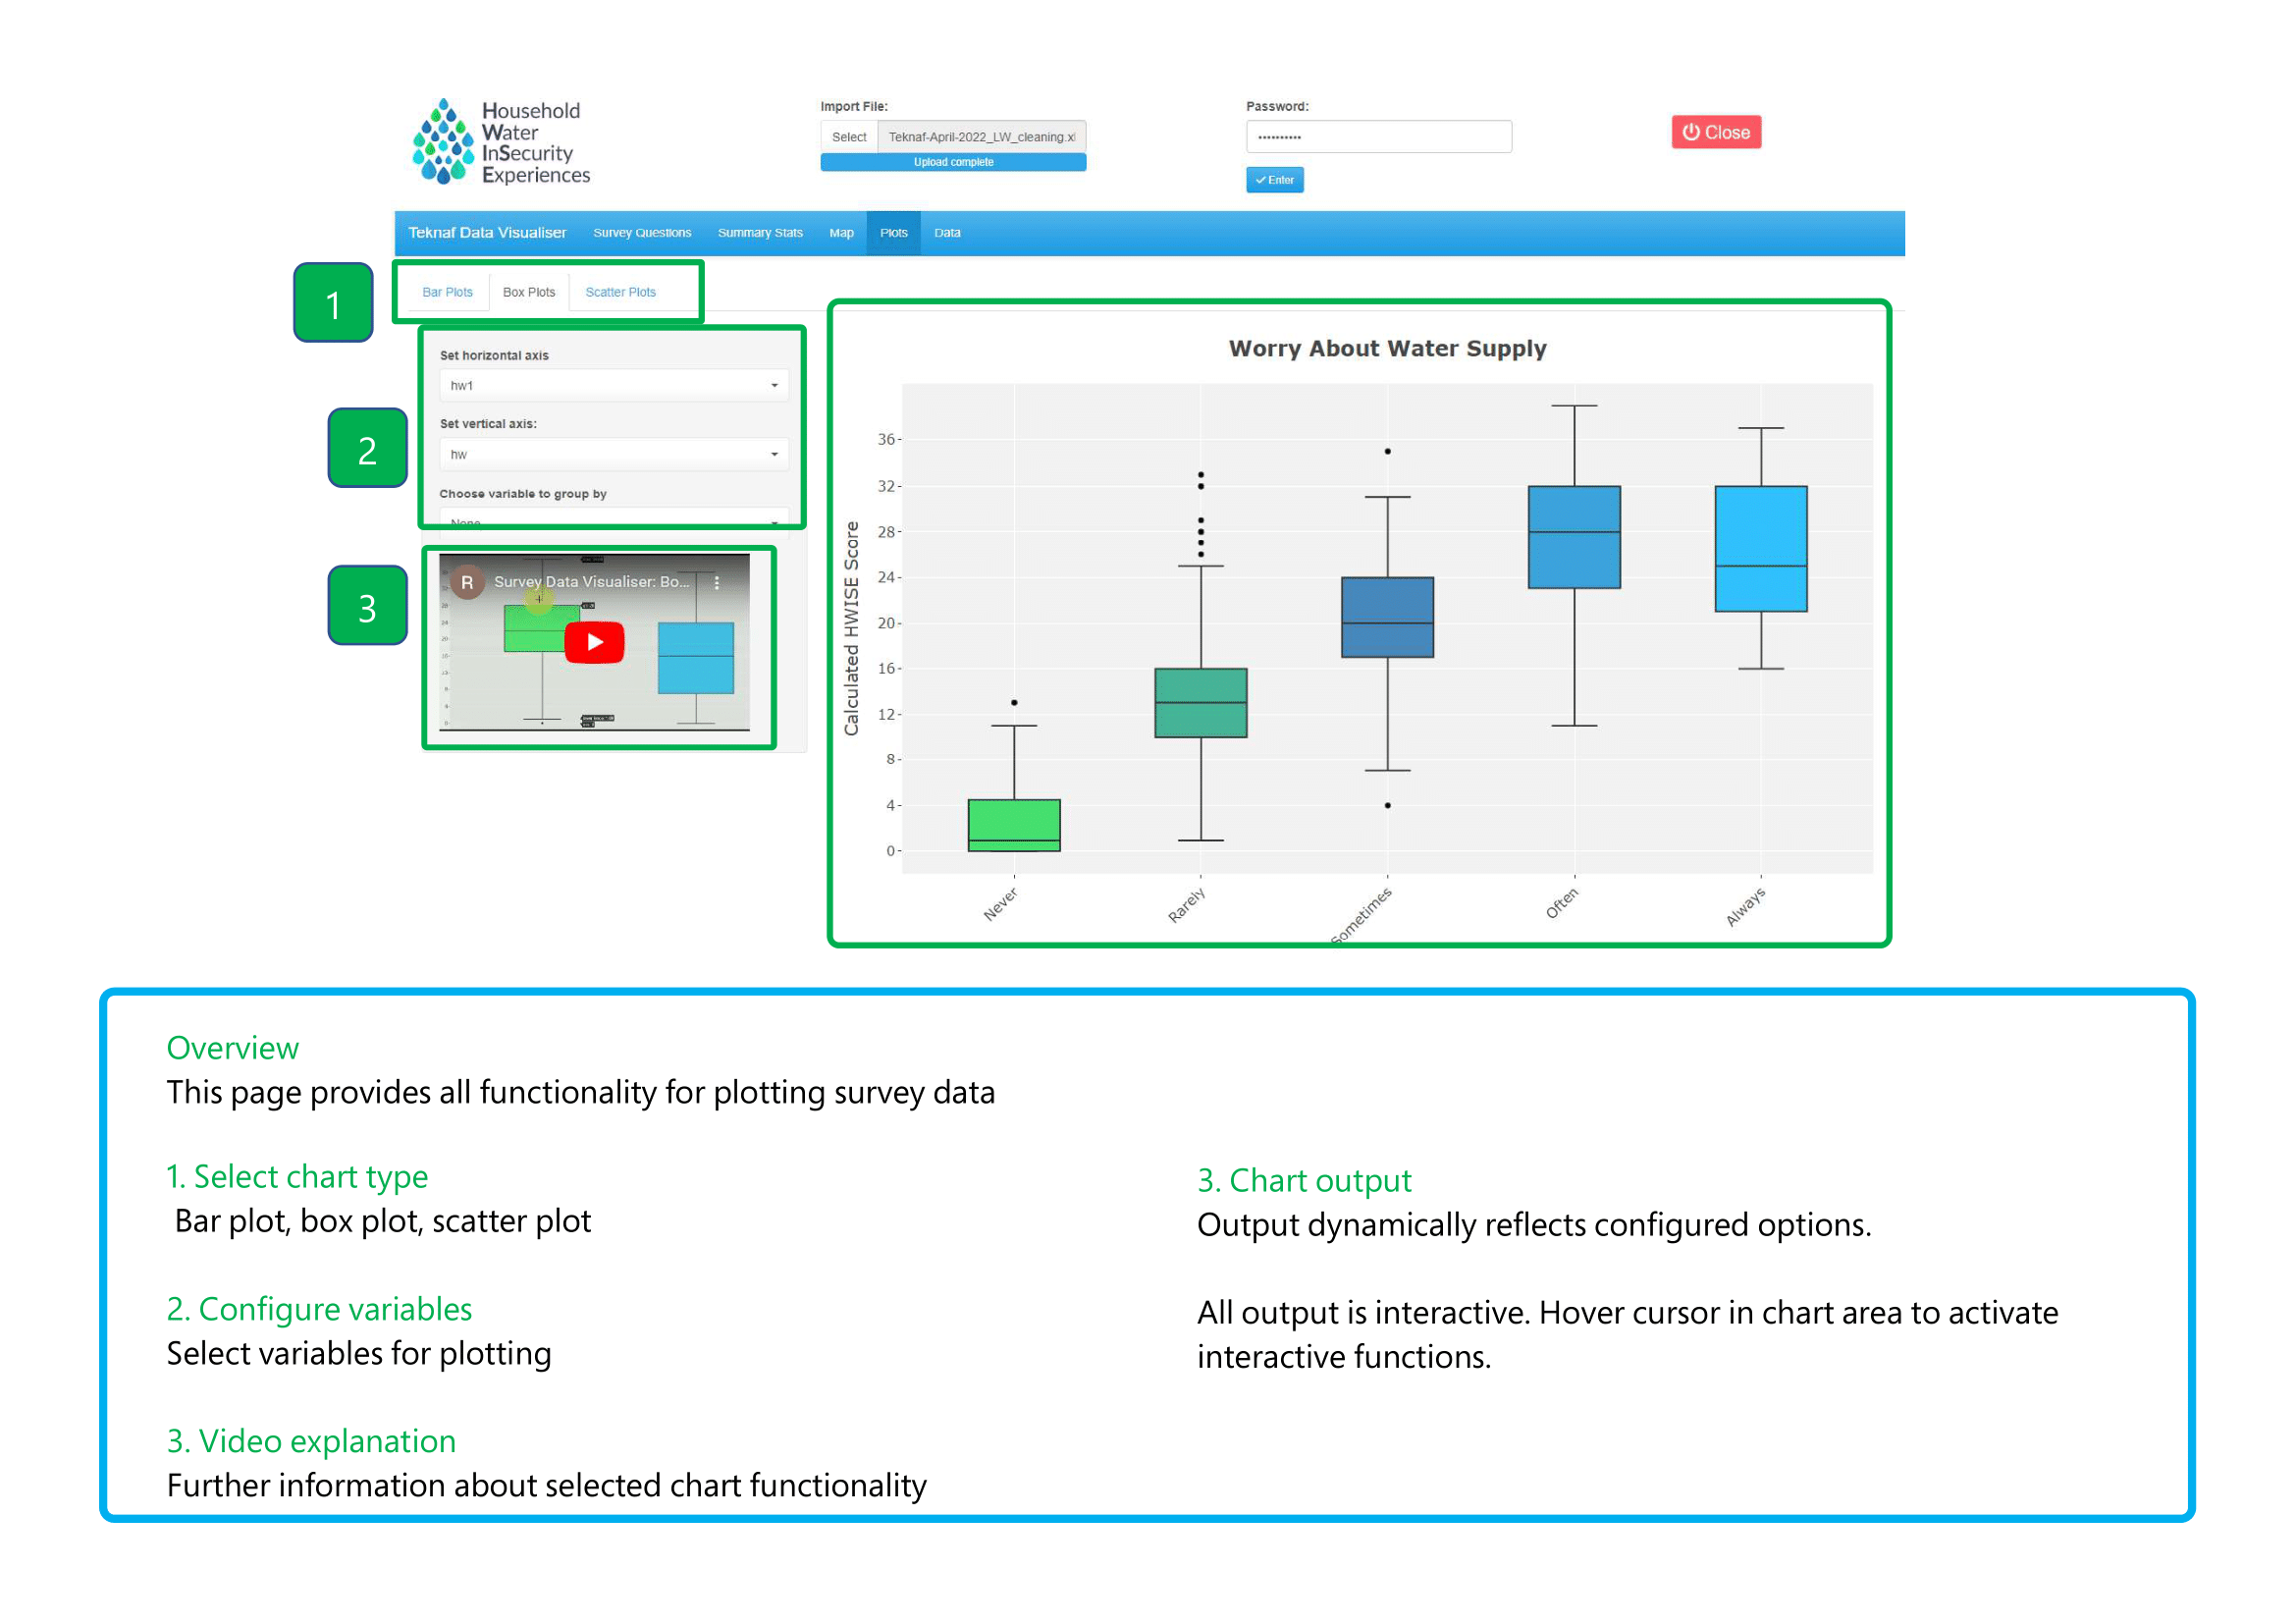 Household
Water
InSecurity
Experiences
Import File:
Select Teknaf-April-2022_LW_cleaning.xl
Upload complete
Password:
Enter
Close
Teknaf Data Visualiser Survey Questions Summary Stats Map Plots Data
1
Bar Plots Box Plots Scatter Plots
2
Set horizontal axis
hw1
Set vertical axis:
hw
Choose variable to group by
None
3
R Survey Data Visualiser: Bo...
Worry About Water Supply
Calculated HWISE Score
36
32
28
24
20
16
12
8
4
0
Never Rarely Sometimes Often Always
Overview
This page provides all functionality for plotting survey data
1. Select chart type
Bar plot, box plot, scatter plot
2. Configure variables
Select variables for plotting
3. Video explanation
Further information about selected chart functionality
3. Chart output
Output dynamically reflects configured options.
All output is interactive. Hover cursor in chart area to activate
interactive functions.